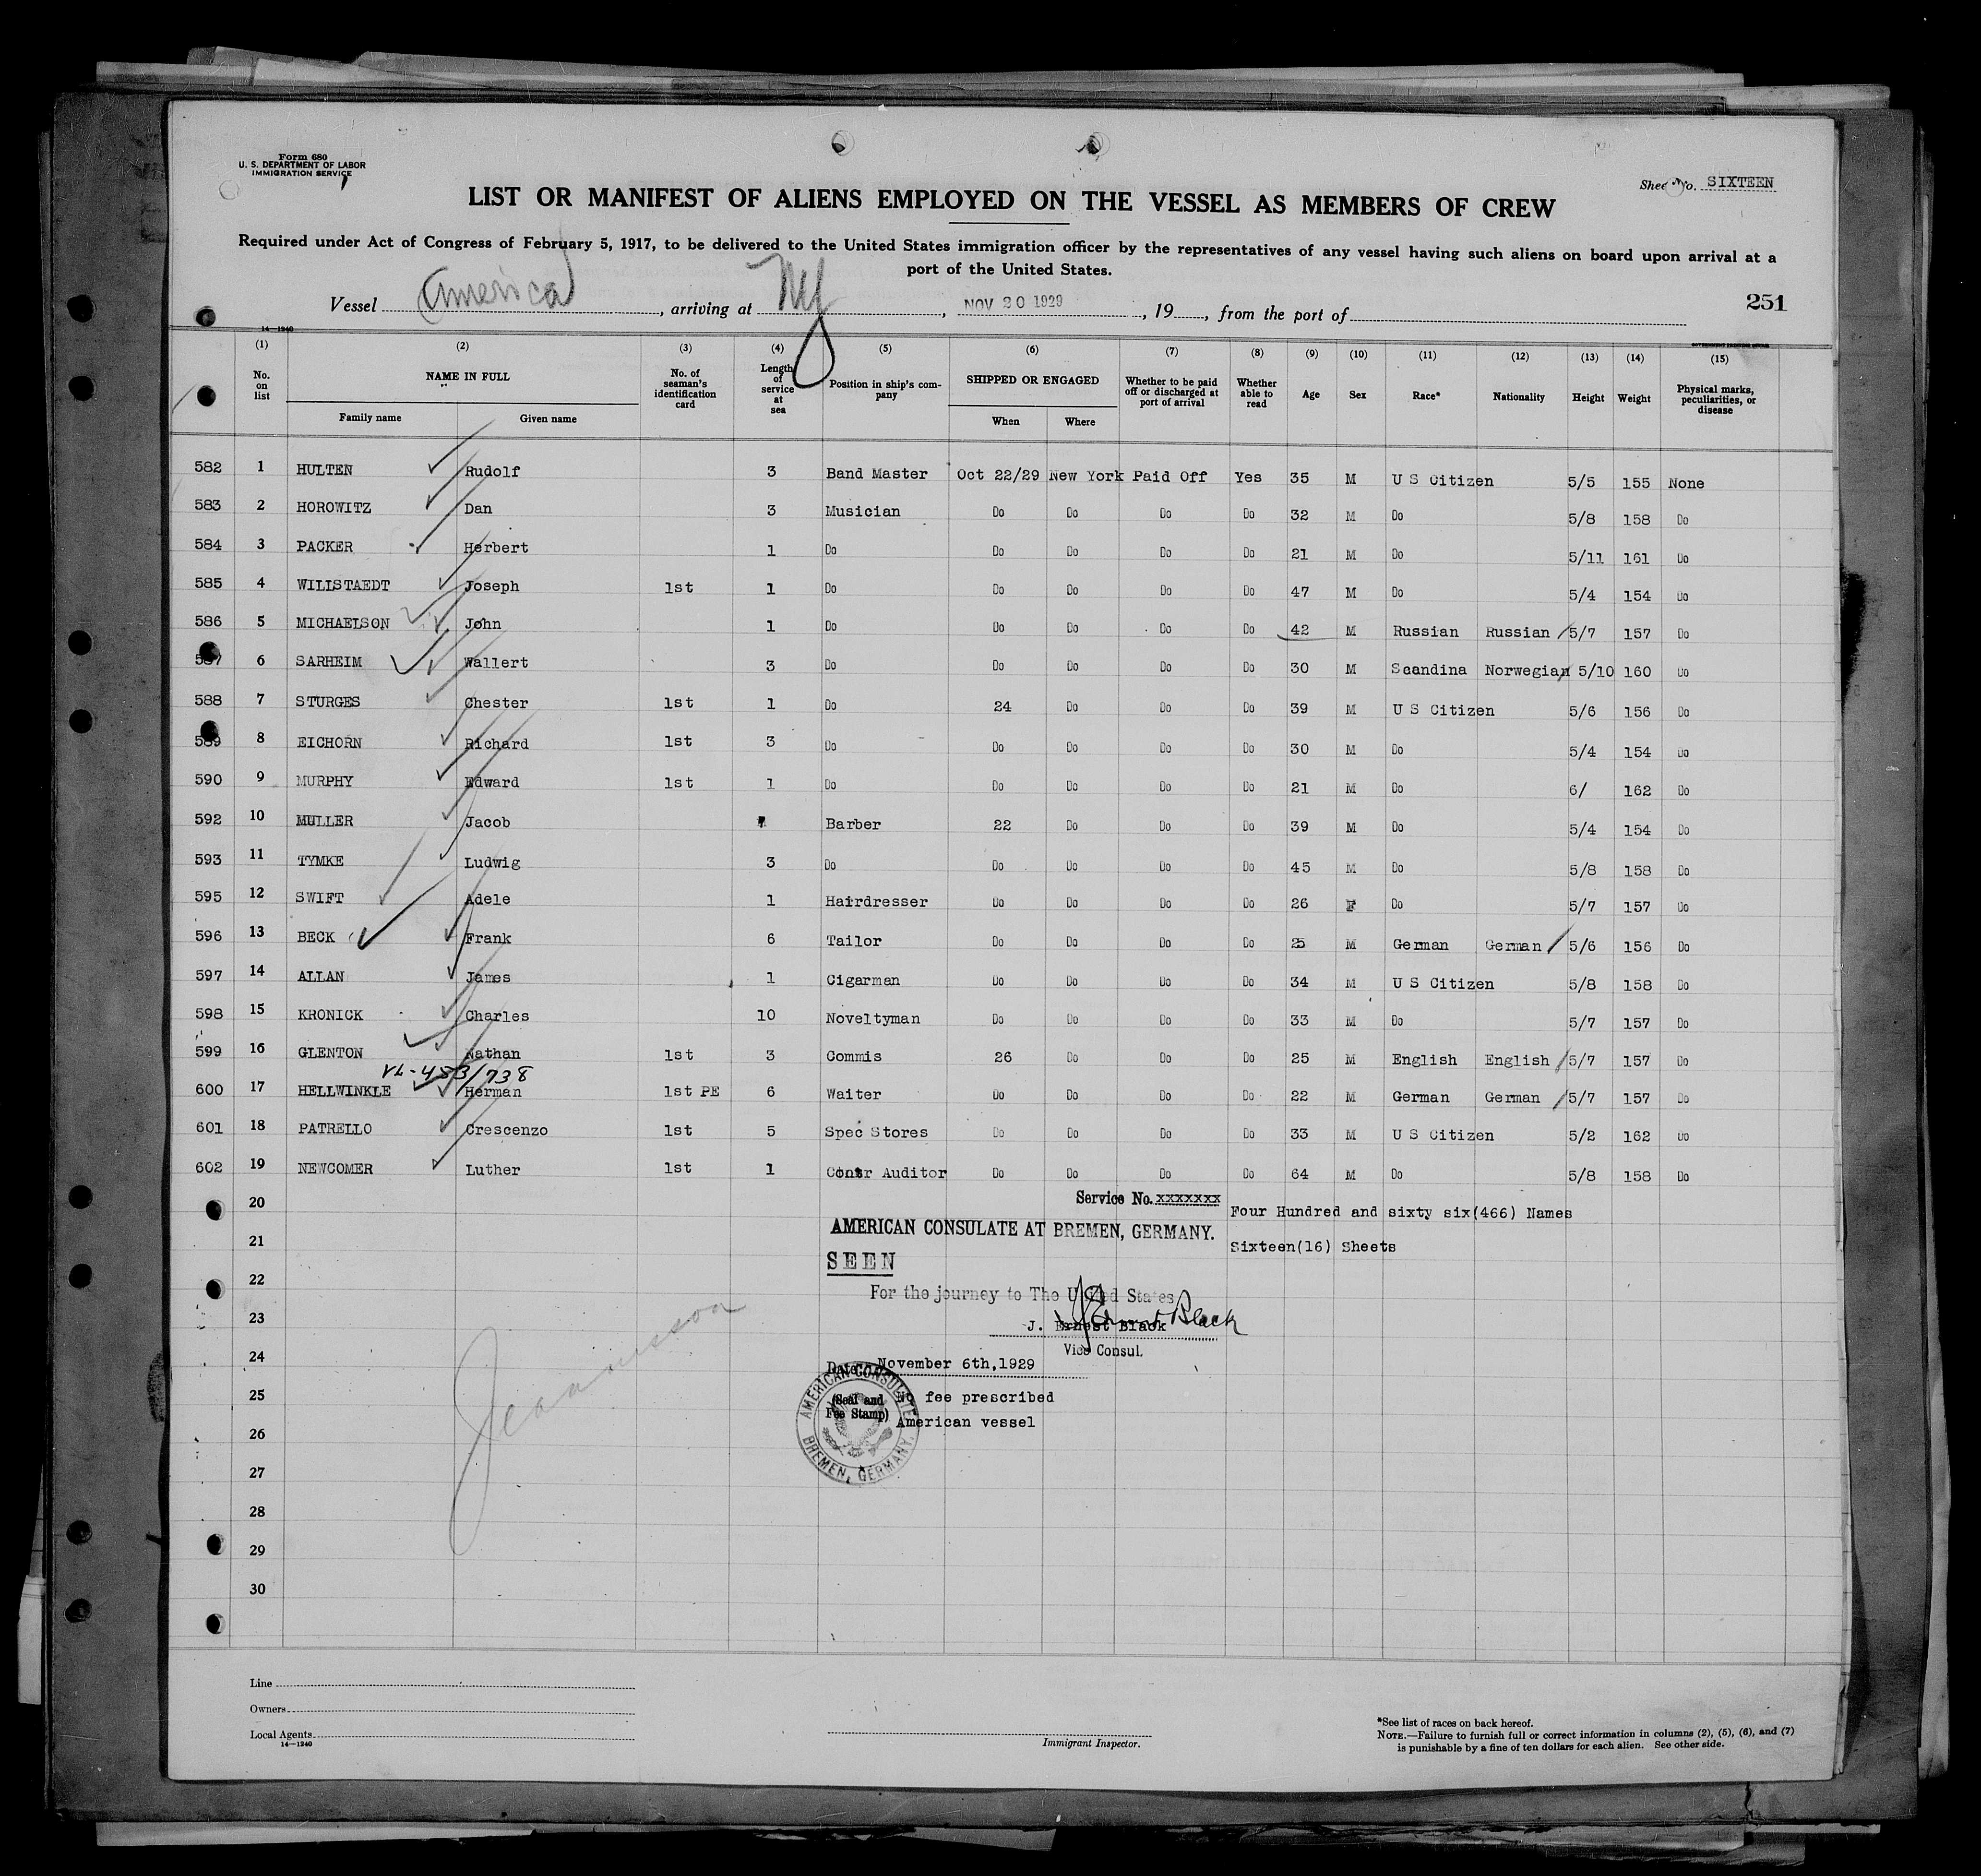 Form 680
U. S. DEPARTMENT OF LABOR
IMMIGRATION SERVICE
Sheet No. SIXTEEN
LIST OR MANIFEST OF ALIENS EMPLOYED ON THE VESSEL AS MEMBERS OF CREW
Required under Act of Congress of February 5, 1917, to be delivered to the United States immigration officer by the representatives of any vessel having such aliens on board upon arrival at a
port of the United States.
Vessel America, arriving at NY, NOV 20 1929, 19, from the port of
251
14—1240
(1) (2) (3) (4) (5) (6) (7) (8) (9) (10) (11) (12) (13) (14) (15)
No. on list NAME IN FULL No. of seaman's identification card Length of service at sea Position in ship's company SHIPPED OR ENGAGED Whether to be paid off or discharged at port of arrival Whether able to read Age Sex Race* Nationality Height Weight Physical marks, peculiarities, or disease
Family name Given name When Where
582 1 HULTEN Rudolf 3 Band Master Oct 22/29 New York Paid Off Yes 35 M U S Citizen 5/5 155 None
583 2 HOROWITZ Dan 3 Musician Do Do Do Do 32 M Do 5/8 158 Do
584 3 PACKER Herbert 1 Do Do Do Do Do 21 M Do 5/11 161 Do
585 4 WILLSTAEDT Joseph 1st 1 Do Do Do Do Do 47 M Do 5/4 154 Do
586 5 MICHAELSON John 1 Do Do Do Do Do 42 M Russian Russian 5/7 157 Do
587 6 SARHEIM Wallert 3 Do Do Do Do Do 30 M Scandina Norwegian 5/10 160 Do
588 7 STURGES Chester 1st 1 Do 24 Do Do Do 39 M U S Citizen 5/6 156 Do
589 8 EICHORN Richard 1st 3 Do Do Do Do Do 30 M Do 5/4 154 Do
590 9 MURPHY Edward 1st 1 Do Do Do Do Do 21 M Do 6/ 162 Do
592 10 MULLER Jacob 7 Barber 22 Do Do Do 39 M Do 5/4 154 Do
593 11 TYMKE Ludwig 3 Do Do Do Do Do 45 M Do 5/8 158 Do
595 12 SWIFT Adele 1 Hairdresser Do Do Do Do 26 F Do 5/7 157 Do
596 13 BECK Frank 6 Tailor Do Do Do Do 25 M German German 5/6 156 Do
597 14 ALLAN James 1 Cigarman Do Do Do Do 34 M U S Citizen 5/8 158 Do
598 15 KRONICK Charles 10 Noveltyman Do Do Do Do 33 M Do 5/7 157 Do
599 16 GLENTON Nathan 1st 3 Commis 26 Do Do Do 25 M English English 5/7 157 Do
VL-453/738
600 17 HELLWINKLE Herman 1st PE 6 Waiter Do Do Do Do 22 M German German 5/7 157 Do
601 18 PATRELLO Crescenzo 1st 5 Spec Stores Do Do Do Do 33 M U S Citizen 5/2 162 Do
602 19 NEWCOMER Luther 1st 1 Contr Auditor Do Do Do Do 64 M Do 5/8 158 Do
20
Service No. xxxxxxx
Four Hundred and sixty six(466) Names
21
AMERICAN CONSULATE AT BREMEN, GERMANY.
Sixteen(16) Sheets
SEEN
22
For the journey to The United States
23
J. Ernest Black
J. Ernest Black
Vice Consul.
24
Date November 6th,1929
25
(Seal and Fee Stamp)
No fee prescribed
American vessel
AMERICAN CONSULATE
BREMEN, GERMANY.
26
27
28
29
30
Line
Owners
Local Agents
14—1240
Immigrant Inspector.
*See list of races on back hereof.
NOTE.—Failure to furnish full or correct information in columns (2), (5), (6), and (7)
is punishable by a fine of ten dollars for each alien. See other side.